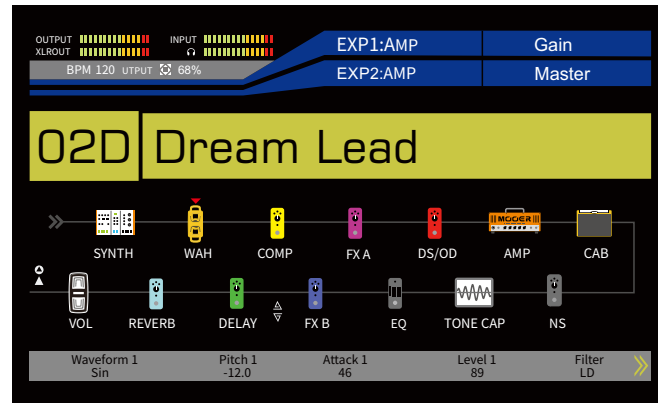 OUTPUT INPUT
XLROUT
BPM 120 UTPUT 68%
EXP1:AMP Gain
EXP2:AMP Master
02D Dream Lead
MOOER
SYNTH WAH COMP FX A DS/OD AMP CAB
VOL REVERB DELAY FX B EQ TONE CAP NS
Waveform 1 Pitch 1 Attack 1 Level 1 Filter
Sin -12.0 46 89 LD